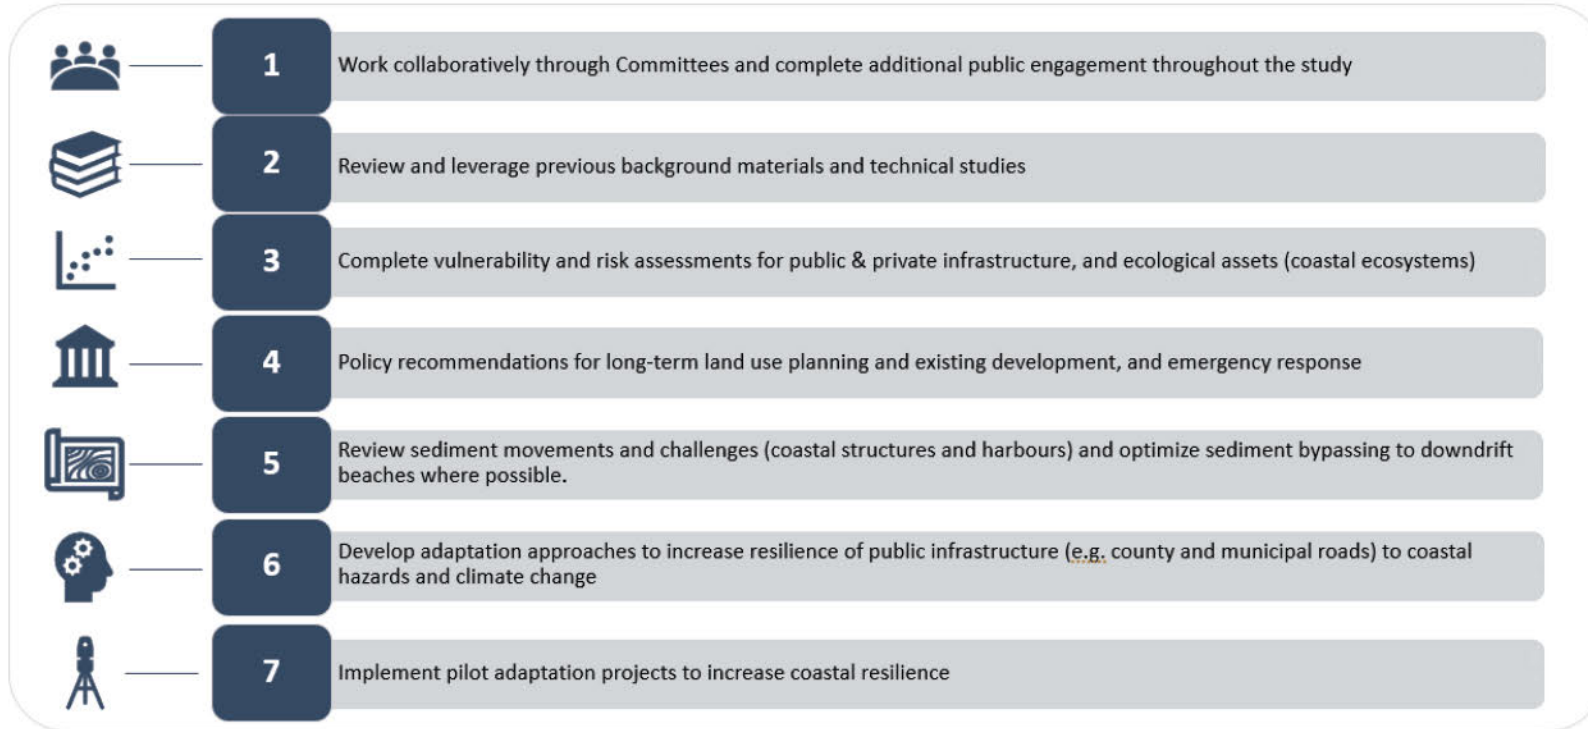 1
Work collaboratively through Committees and complete additional public engagement throughout the study
2
Review and leverage previous background materials and technical studies
3
Complete vulnerability and risk assessments for public & private infrastructure, and ecological assets (coastal ecosystems)
4
Policy recommendations for long-term land use planning and existing development, and emergency response
5
Review sediment movements and challenges (coastal structures and harbours) and optimize sediment bypassing to downdrift
beaches where possible.
6
Develop adaptation approaches to increase resilience of public infrastructure (e.g. county and municipal roads) to coastal
hazards and climate change
7
Implement pilot adaptation projects to increase coastal resilience